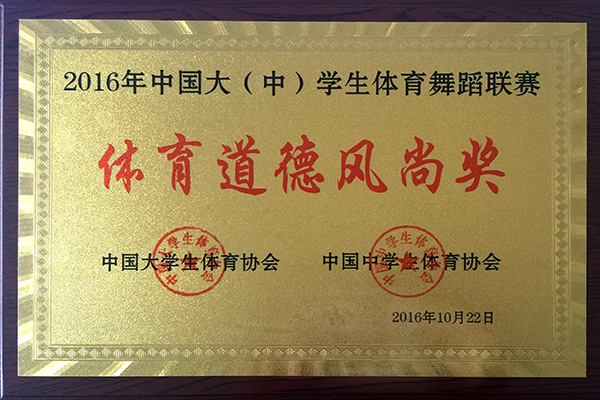 2016年中国大（中）学生体育舞蹈联赛
体育道德风尚奖
中国大学生体育协会 中国中学生体育协会
2016年10月22日